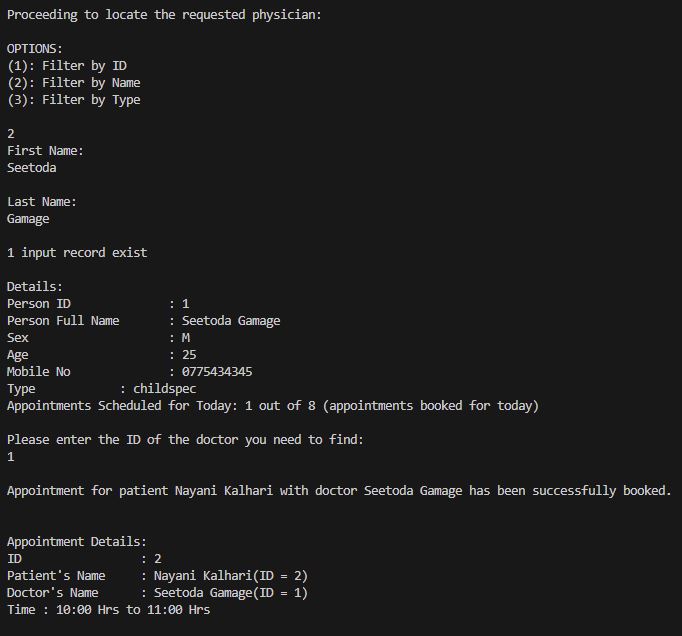 Proceeding to locate the requested physician:
OPTIONS:
(1): Filter by ID
(2): Filter by Name
(3): Filter by Type
2
First Name:
Seetoda
Last Name:
Gamage
1 input record exist
Details:
Person ID : 1
Person Full Name : Seetoda Gamage
Sex : M
Age : 25
Mobile No : 0775434345
Type : childspec
Appointments Scheduled for Today: 1 out of 8 (appointments booked for today)
Please enter the ID of the doctor you need to find:
1
Appointment for patient Nayani Kalhari with doctor Seetoda Gamage has been successfully booked.
Appointment Details:
ID : 2
Patient's Name : Nayani Kalhari(ID = 2)
Doctor's Name : Seetoda Gamage(ID = 1)
Time : 10:00 Hrs to 11:00 Hrs